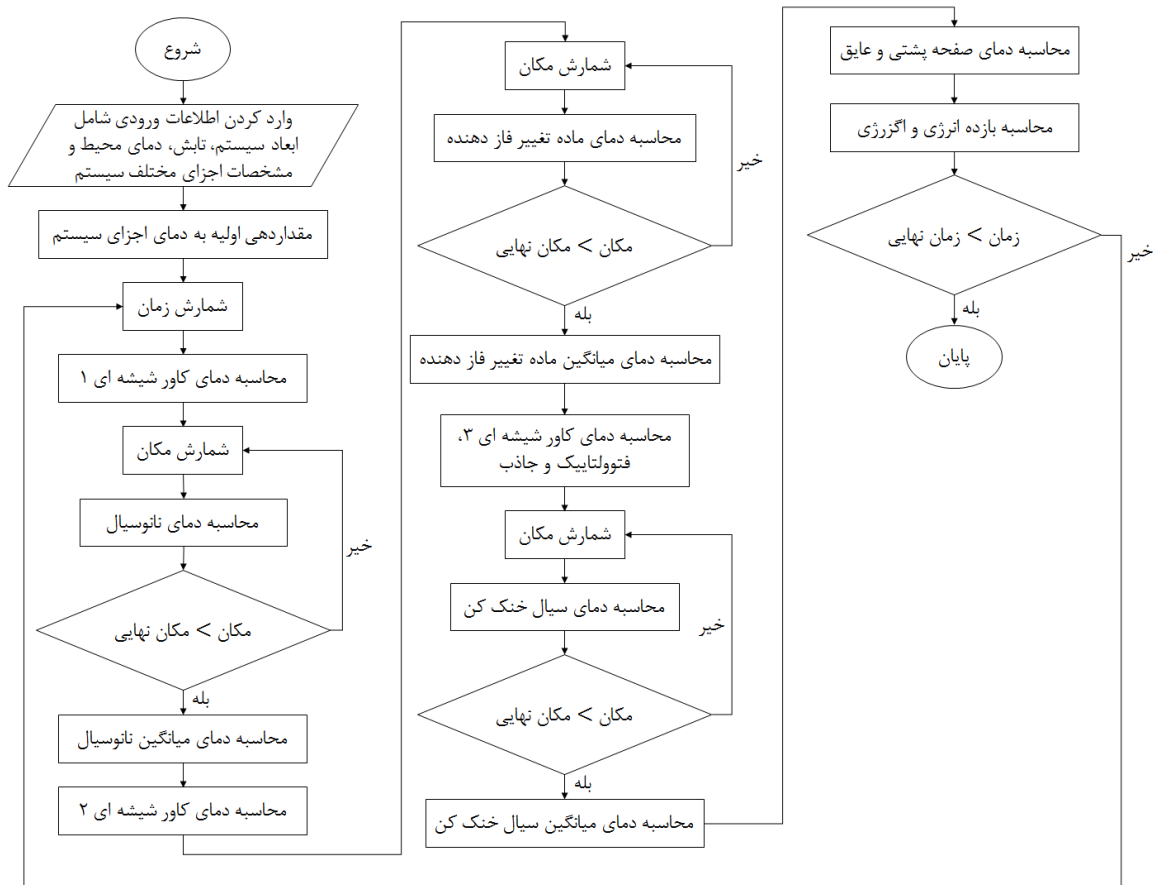 شروع
وارد کردن اطلاعات ورودی شامل
ابعاد سیستم، تابش، دمای محیط و
مشخصات اجزای مختلف سیستم
مقداردهی اولیه به دمای اجزای سیستم
شمارش زمان
محاسبه دمای کاور شیشه ای ۱
شمارش مکان
محاسبه دمای نانوسیال
خیر
مکان > مکان نهایی
بله
محاسبه دمای میانگین نانوسیال
محاسبه دمای کاور شیشه ای ۲
شمارش مکان
محاسبه دمای ماده تغییر فاز دهنده
خیر
مکان > مکان نهایی
بله
محاسبه دمای میانگین ماده تغییر فاز دهنده
محاسبه دمای کاور شیشه ای ۳،
فتوولتاییک و جاذب
شمارش مکان
محاسبه دمای سیال خنک کن
خیر
مکان > مکان نهایی
بله
محاسبه دمای میانگین سیال خنک کن
محاسبه دمای صفحه پشتی و عایق
محاسبه بازده انرژی و اگزرژی
زمان > زمان نهایی
خیر
بله
پایان